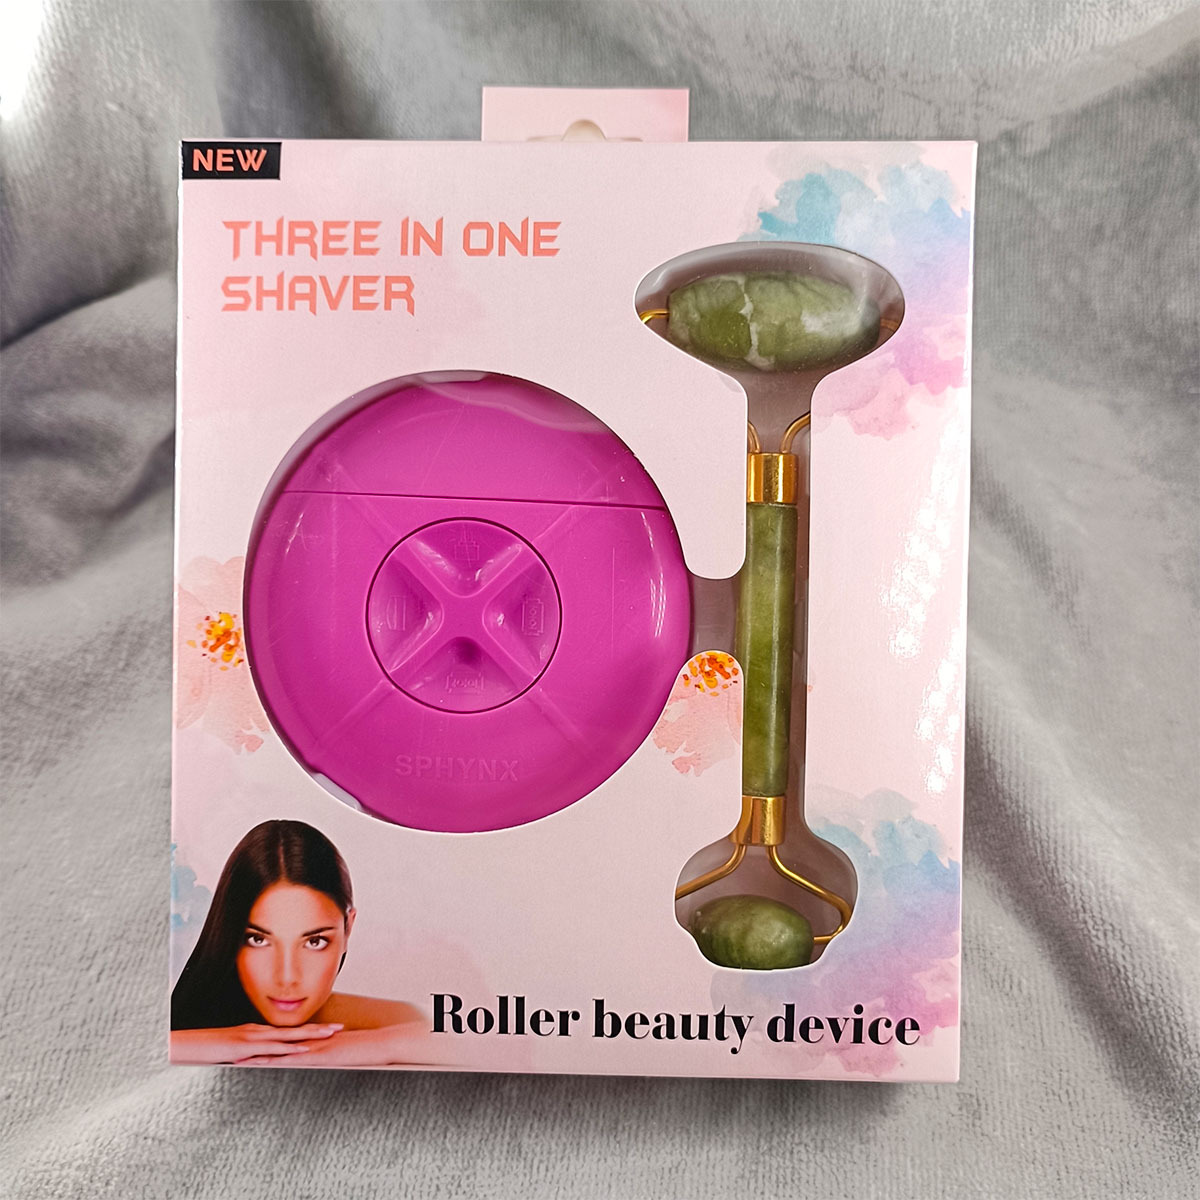 NEW
THREE IN ONE
SHAVER
SPHYNX
Roller beauty device